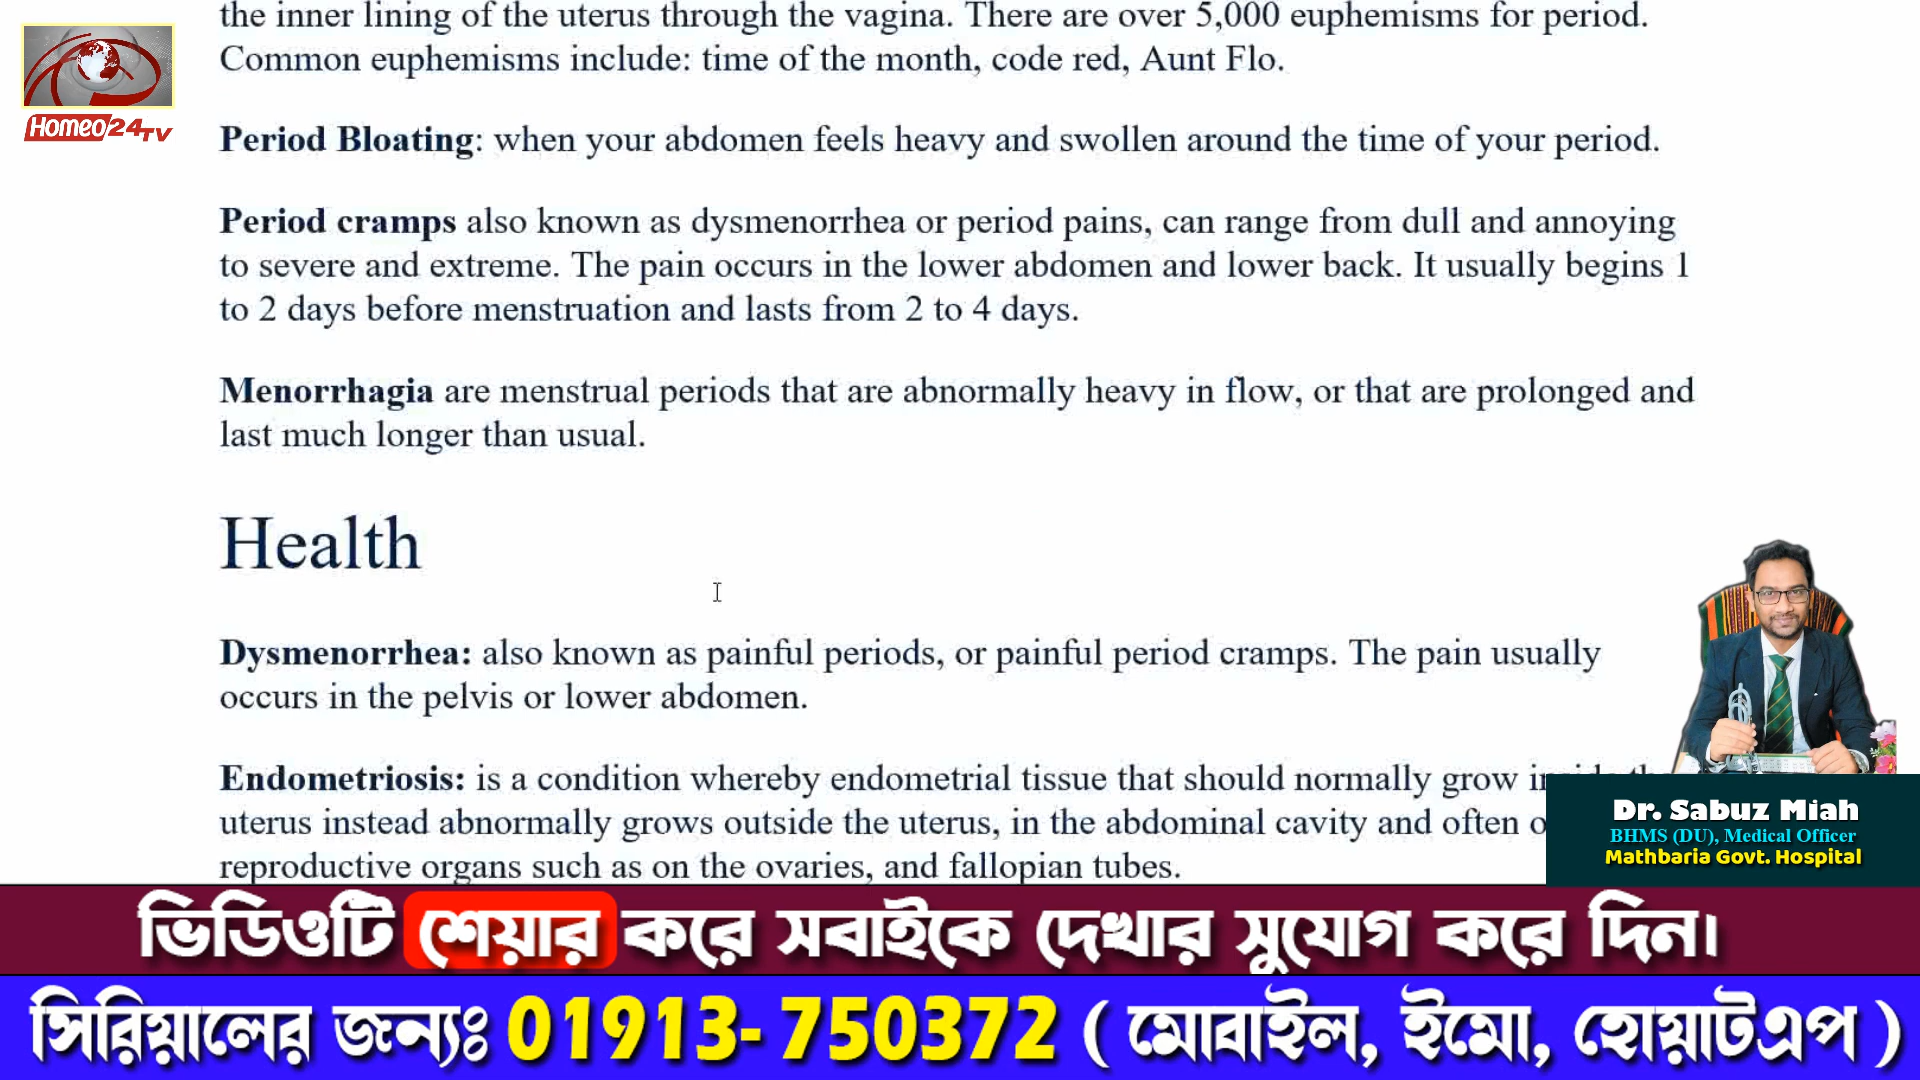 the inner lining of the uterus through the vagina. There are over 5,000 euphemisms for period.
Common euphemisms include: time of the month, code red, Aunt Flo.
Homeo24TV
Period Bloating: when your abdomen feels heavy and swollen around the time of your period.
Period cramps also known as dysmenorrhea or period pains, can range from dull and annoying
to severe and extreme. The pain occurs in the lower abdomen and lower back. It usually begins 1
to 2 days before menstruation and lasts from 2 to 4 days.
Menorrhagia are menstrual periods that are abnormally heavy in flow, or that are prolonged and
last much longer than usual.
Health
Dysmenorrhea: also known as painful periods, or painful period cramps. The pain usually
occurs in the pelvis or lower abdomen.
Endometriosis: is a condition whereby endometrial tissue that should normally grow
uterus instead abnormally grows outside the uterus, in the abdominal cavity and often
reproductive organs such as on the ovaries, and fallopian tubes.
Dr. Sabuz Miah
BHMS (DU), Medical Officer
Mathbaria Govt. Hospital
ভিডিওটি শেয়ার করে সবাইকে দেখার সুযোগ করে দিন।
সিরিয়ালের জন্যঃ 01913- 750372 ( মোবাইল, ইমো, হোয়াটএপ )